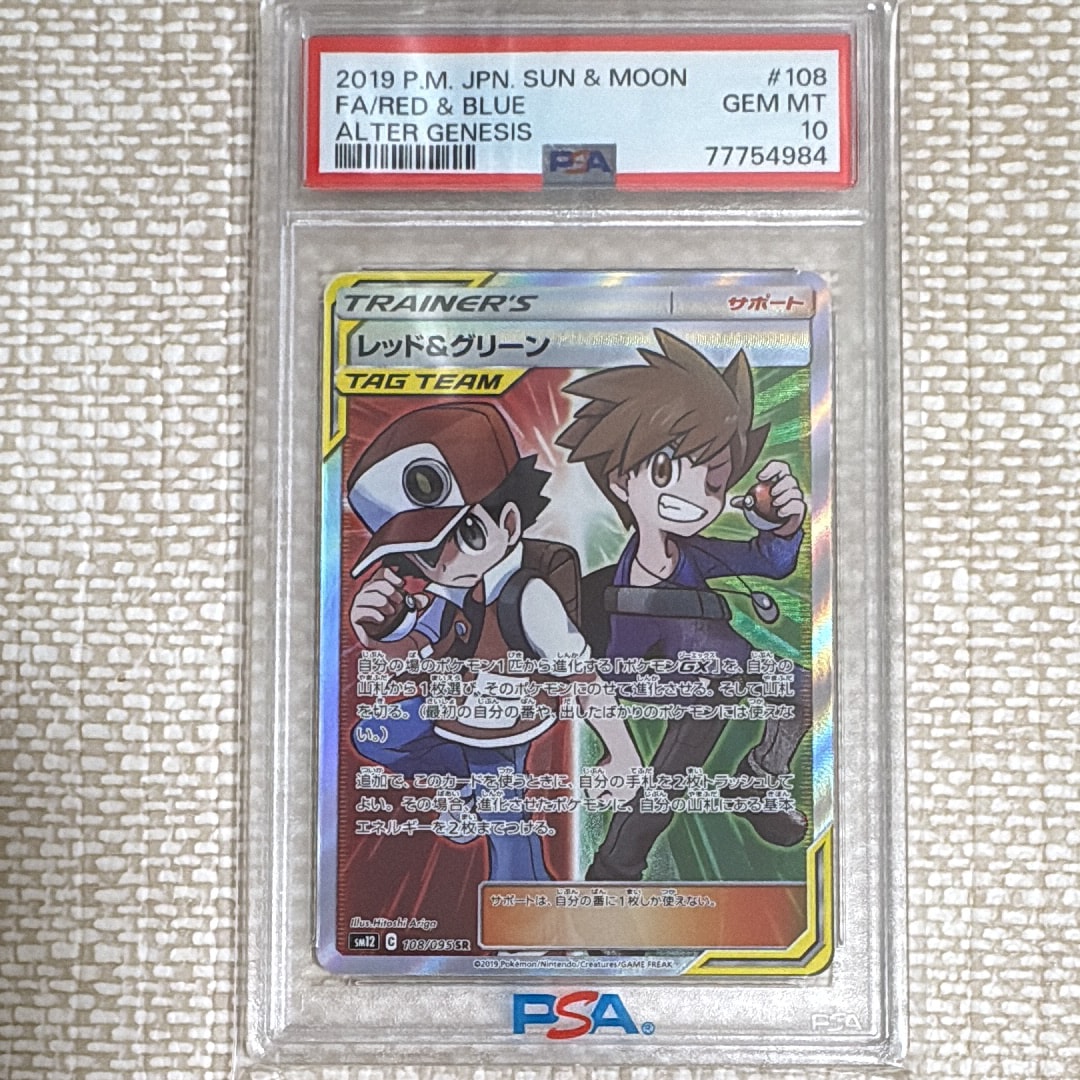 2019 P.M. JPN. SUN & MOON #108
FA/RED & BLUE GEM MT
ALTER GENESIS 10
PSA 77754984
TRAINER'S サポート
レッド&グリーン
TAG TEAM
自分の場のポケモン1匹から進化する「ポケモンGX」を、自分の
山札から1枚選び、そのポケモンにのせて進化させる。そして山札
を切る。(最初の自分の番や、出したばかりのポケモンには使えな
い。)
追加で、このカードを使うときに、自分の手札を2枚トラッシュして
よい。その場合、進化させたポケモンに、自分の山札にある基本
エネルギーを2枚までつける。
サポートは、自分の番に1枚しか使えない。
Illus.Hitoshi Ariga
sm12 C 108/095 SR
©2019 Pokémon/Nintendo/Creatures/GAME FREAK
PSA®
PSA